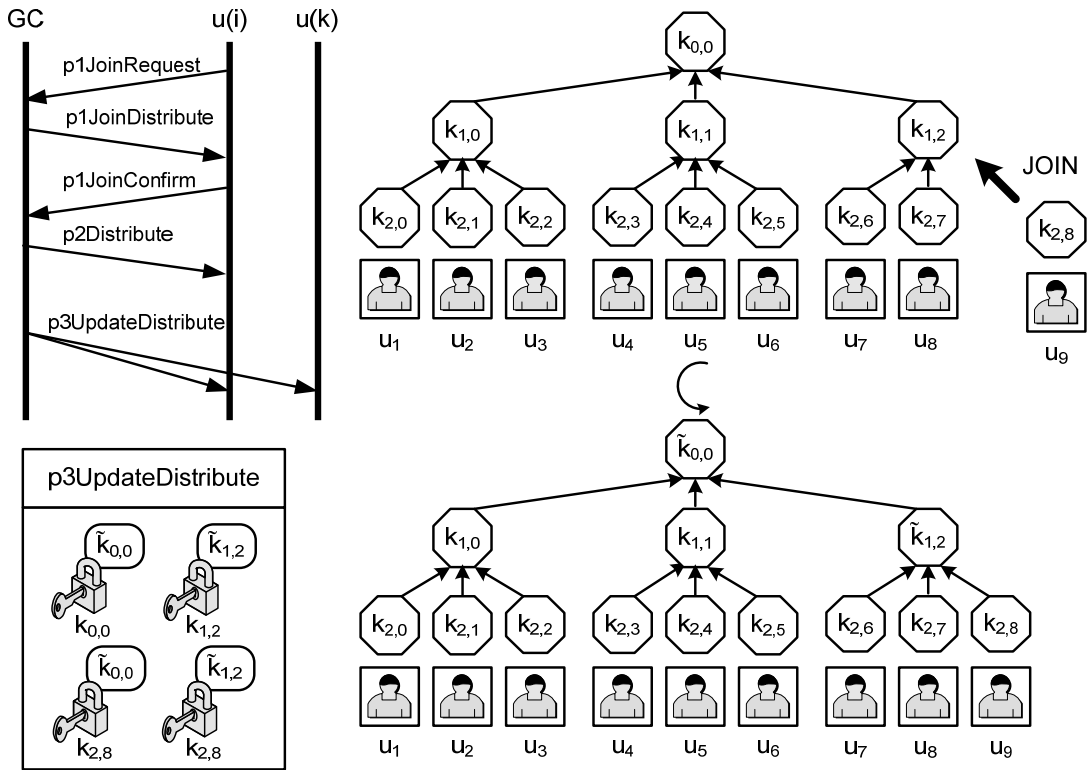 GC u(i) u(k)
p1JoinRequest
p1JoinDistribute
p1JoinConfirm
p2Distribute
p3UpdateDistribute
k0,0
k1,0 k1,1 k1,2
JOIN
k2,0 k2,1 k2,2 k2,3 k2,4 k2,5 k2,6 k2,7 k2,8
u1 u2 u3 u4 u5 u6 u7 u8 u9
p3UpdateDistribute
k̃0,0 k̃1,2
k0,0 k1,2
k̃0,0 k̃1,2
k2,8 k2,8
k̃0,0
k1,0 k1,1 k̃1,2
k2,0 k2,1 k2,2 k2,3 k2,4 k2,5 k2,6 k2,7 k2,8
u1 u2 u3 u4 u5 u6 u7 u8 u9